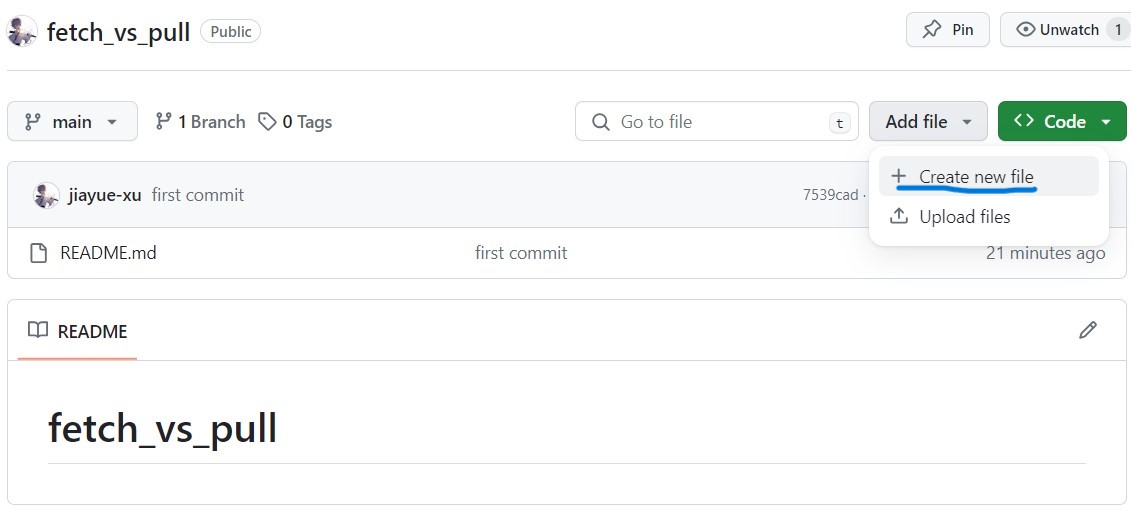 fetch_vs_pull Public Pin Unwatch 1
main 1 Branch 0 Tags Go to file t Add file Code
Create new file
Upload files
jiayue-xu first commit 7539cad ·
README.md first commit 21 minutes ago
README
fetch_vs_pull